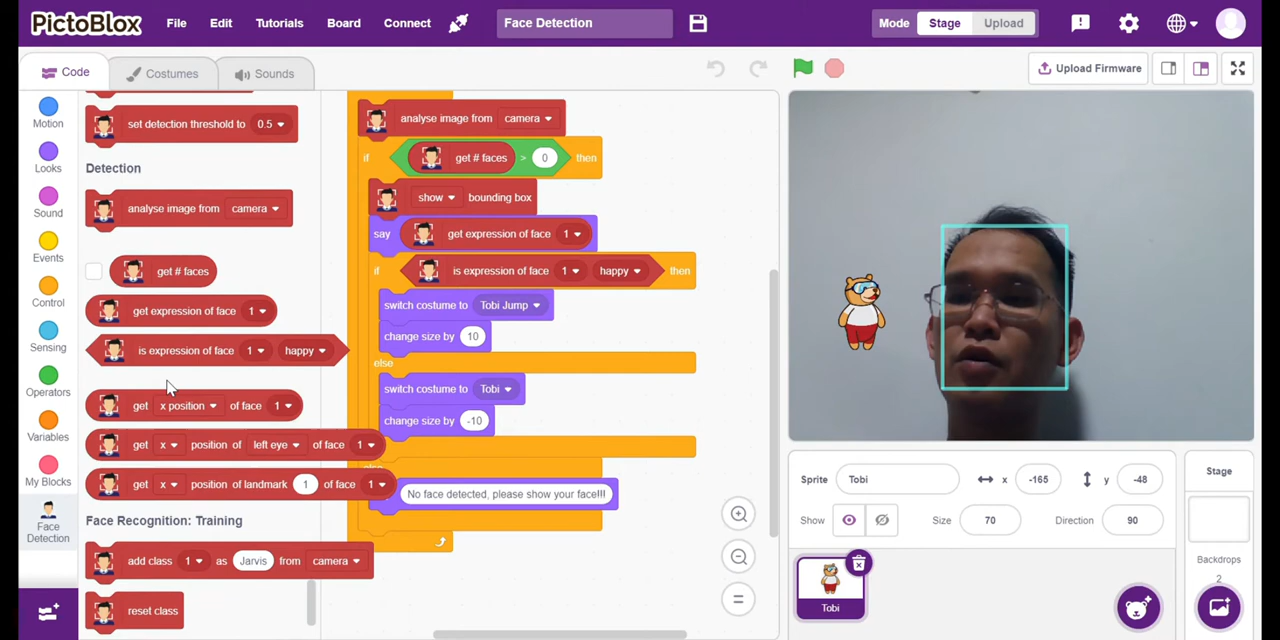 PictoBlox File Edit Tutorials Board Connect Face Detection Mode Stage Upload
Code Costumes Sounds Upload Firmware
Motion
Looks
Sound
Events
Control
Sensing
Operators
Variables
My Blocks
Face
Detection
set detection threshold to 0.5
Detection
analyse image from camera
get # faces
get expression of face 1
is expression of face 1 happy
get x position of face 1
get x position of left eye of face 1
get x position of landmark 1 of face 1
Face Recognition: Training
add class 1 as Jarvis from camera
reset class
analyse image from camera
if get # faces > 0 then
show bounding box
say get expression of face 1
if is expression of face 1 happy then
switch costume to Tobi Jump
change size by 10
else
switch costume to Tobi
change size by -10
No face detected, please show your face!!!
Sprite Tobi x -165 y -48
Show Size 70 Direction 90
Tobi
Stage
Backdrops
2